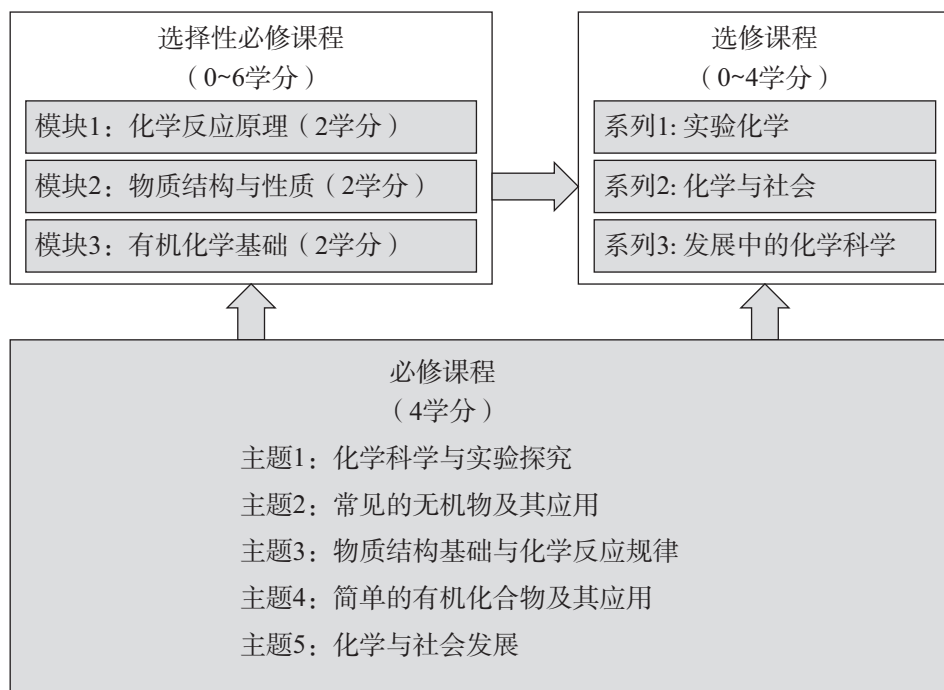 选择性必修课程
（0~6学分）
模块1：化学反应原理（2学分）
模块2：物质结构与性质（2学分）
模块3：有机化学基础（2学分）
选修课程
（0~4学分）
系列1: 实验化学
系列2: 化学与社会
系列3: 发展中的化学科学
必修课程
（4学分）
主题1：化学科学与实验探究
主题2：常见的无机物及其应用
主题3：物质结构基础与化学反应规律
主题4：简单的有机化合物及其应用
主题5：化学与社会发展